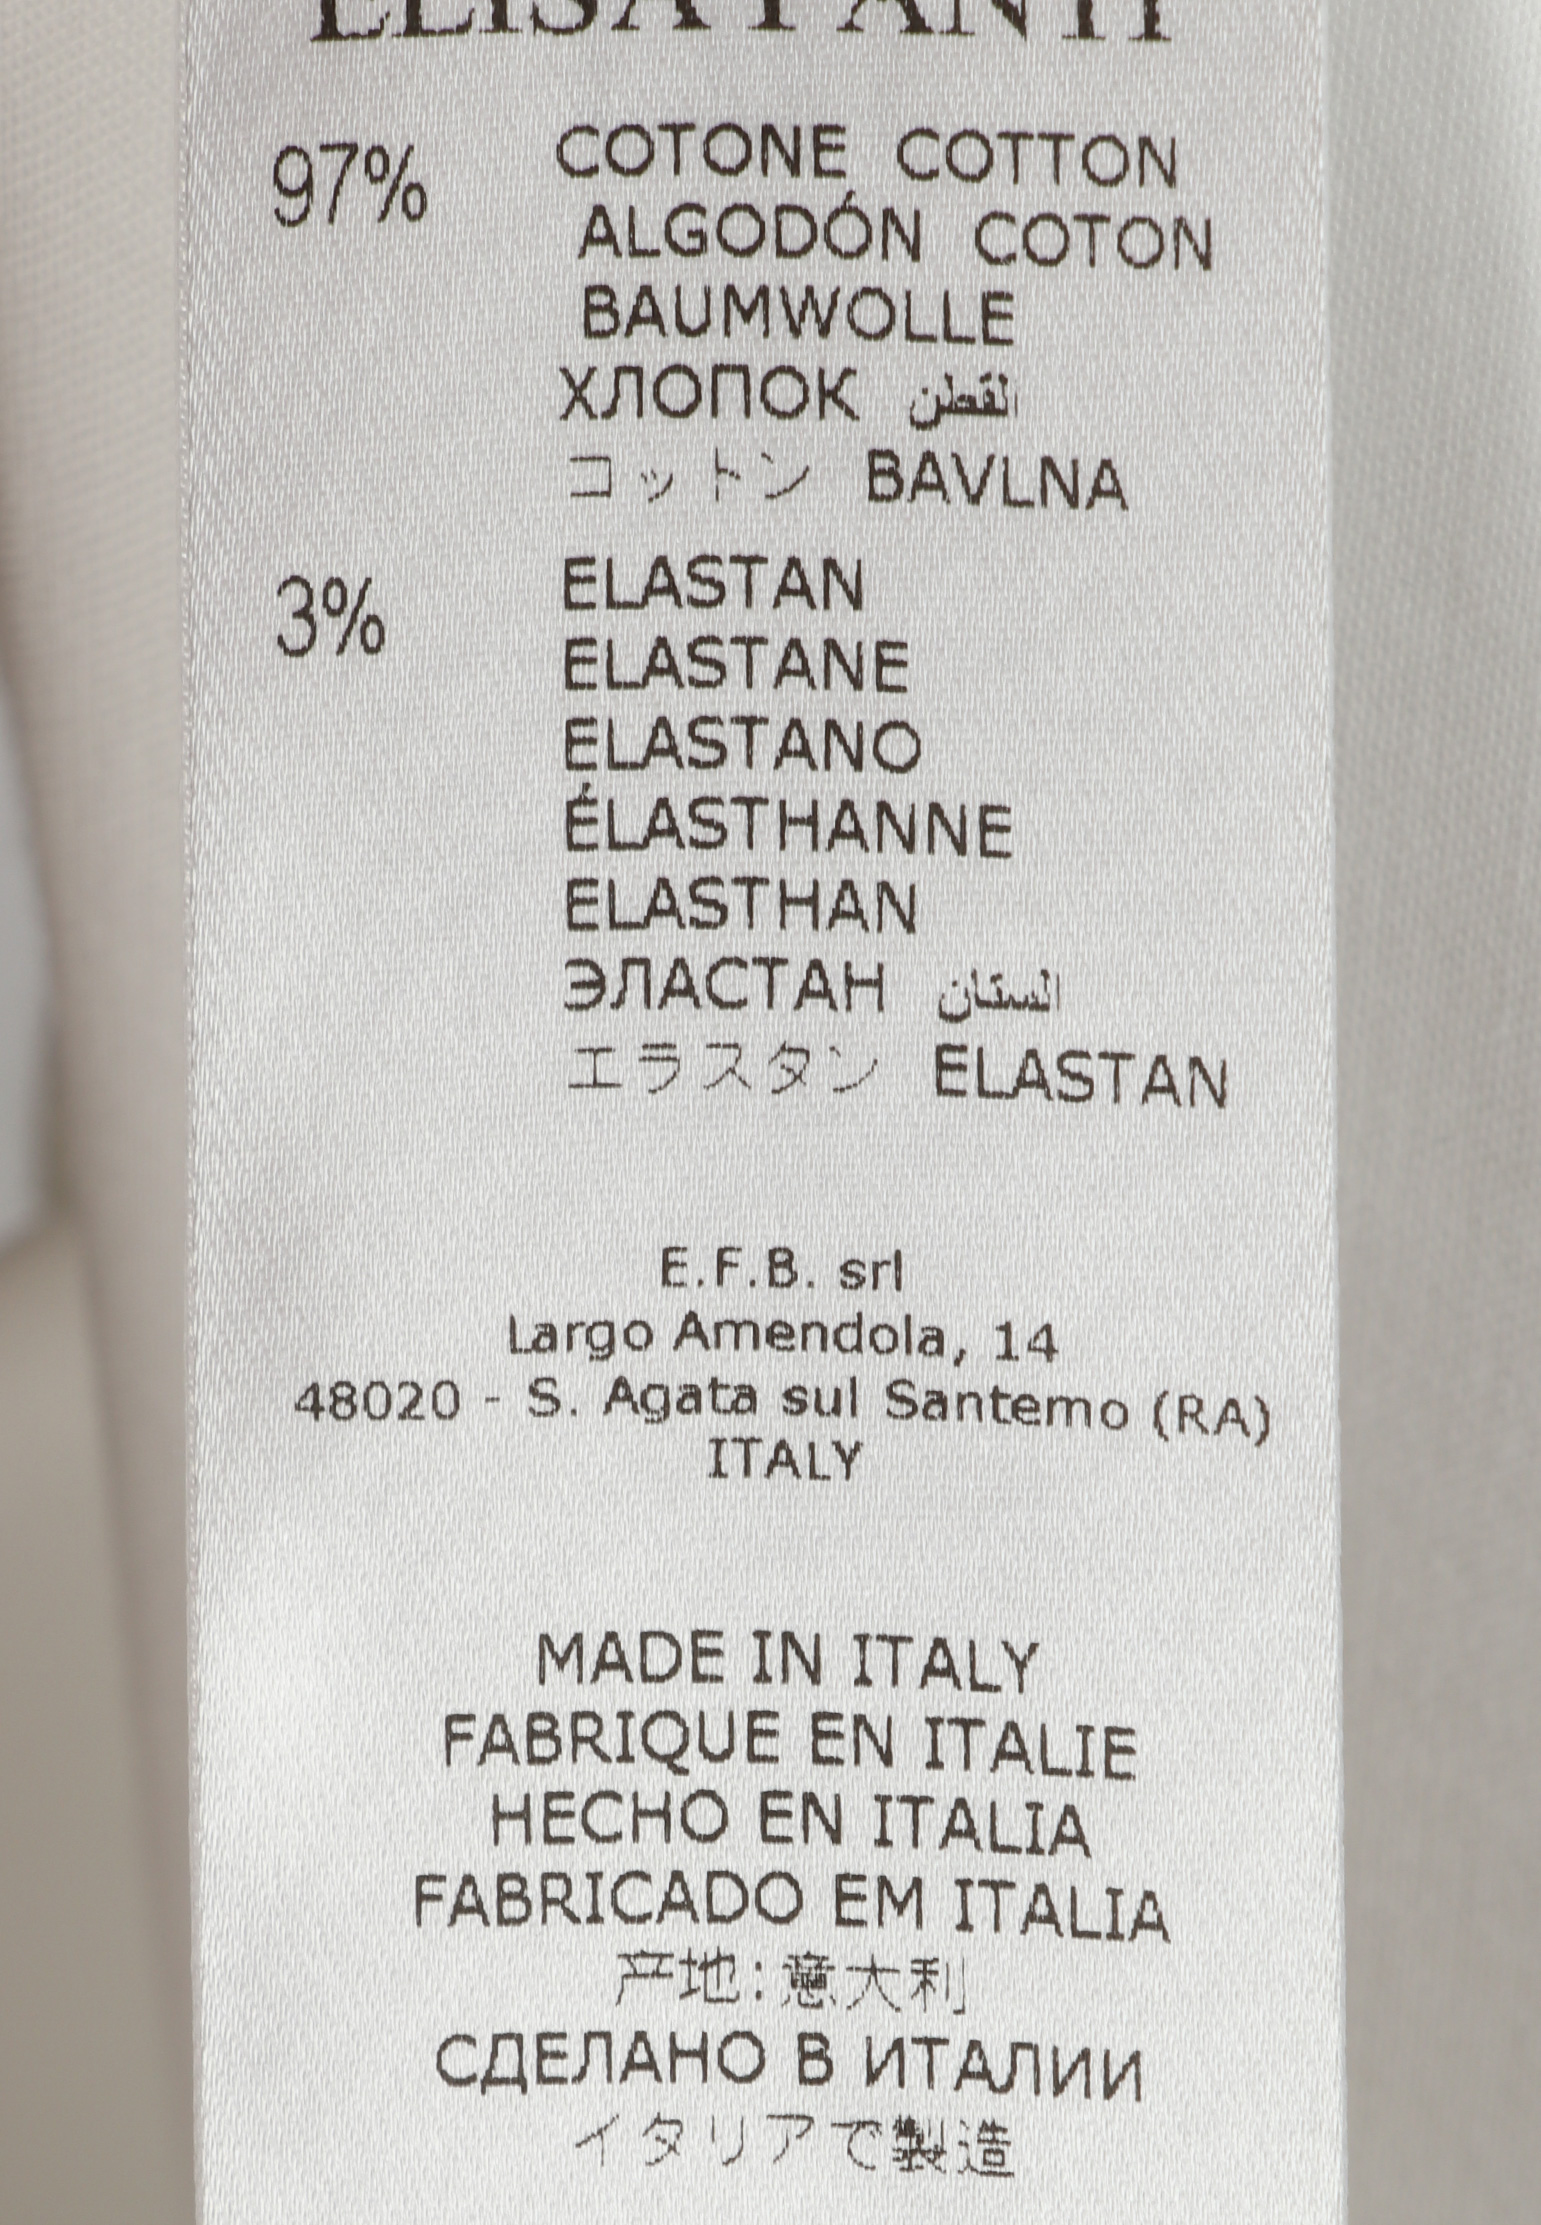 ELISA FANTI
97% COTONE COTTON
ALGODÓN COTON
BAUMWOLLE
ХЛОПОК القطن
コットン BAVLNA
3% ELASTAN
ELASTANE
ELASTANO
ÉLASTHANNE
ELASTHAN
ЭЛАСТАН الستان
エラスタン ELASTAN
E.F.B. srl
Largo Amendola, 14
48020 - S. Agata sul Santemo (RA)
ITALY
MADE IN ITALY
FABRIQUE EN ITALIE
HECHO EN ITALIA
FABRICADO EM ITALIA
产地:意大利
СДЕЛАНО В ИТАЛИИ
イタリアで製造